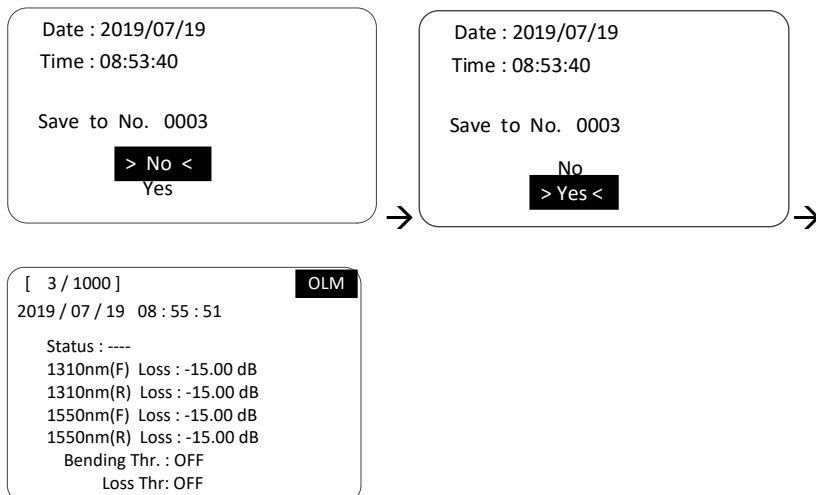 Date : 2019/07/19
Time : 08:53:40
Save to No. 0003
> No <
Yes
→
Date : 2019/07/19
Time : 08:53:40
Save to No. 0003
No
> Yes <
→
[ 3 / 1000 ] OLM
2019 / 07 / 19 08 : 55 : 51
Status : ----
1310nm(F) Loss : -15.00 dB
1310nm(R) Loss : -15.00 dB
1550nm(F) Loss : -15.00 dB
1550nm(R) Loss : -15.00 dB
Bending Thr. : OFF
Loss Thr: OFF